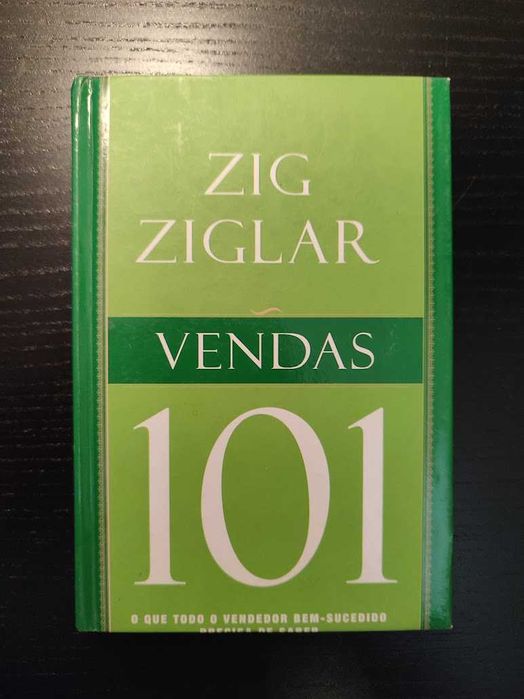 ZIG
ZIGLAR
VENDAS
101
O QUE TODO O VENDEDOR BEM-SUCEDIDO
PRECISA DE SABER